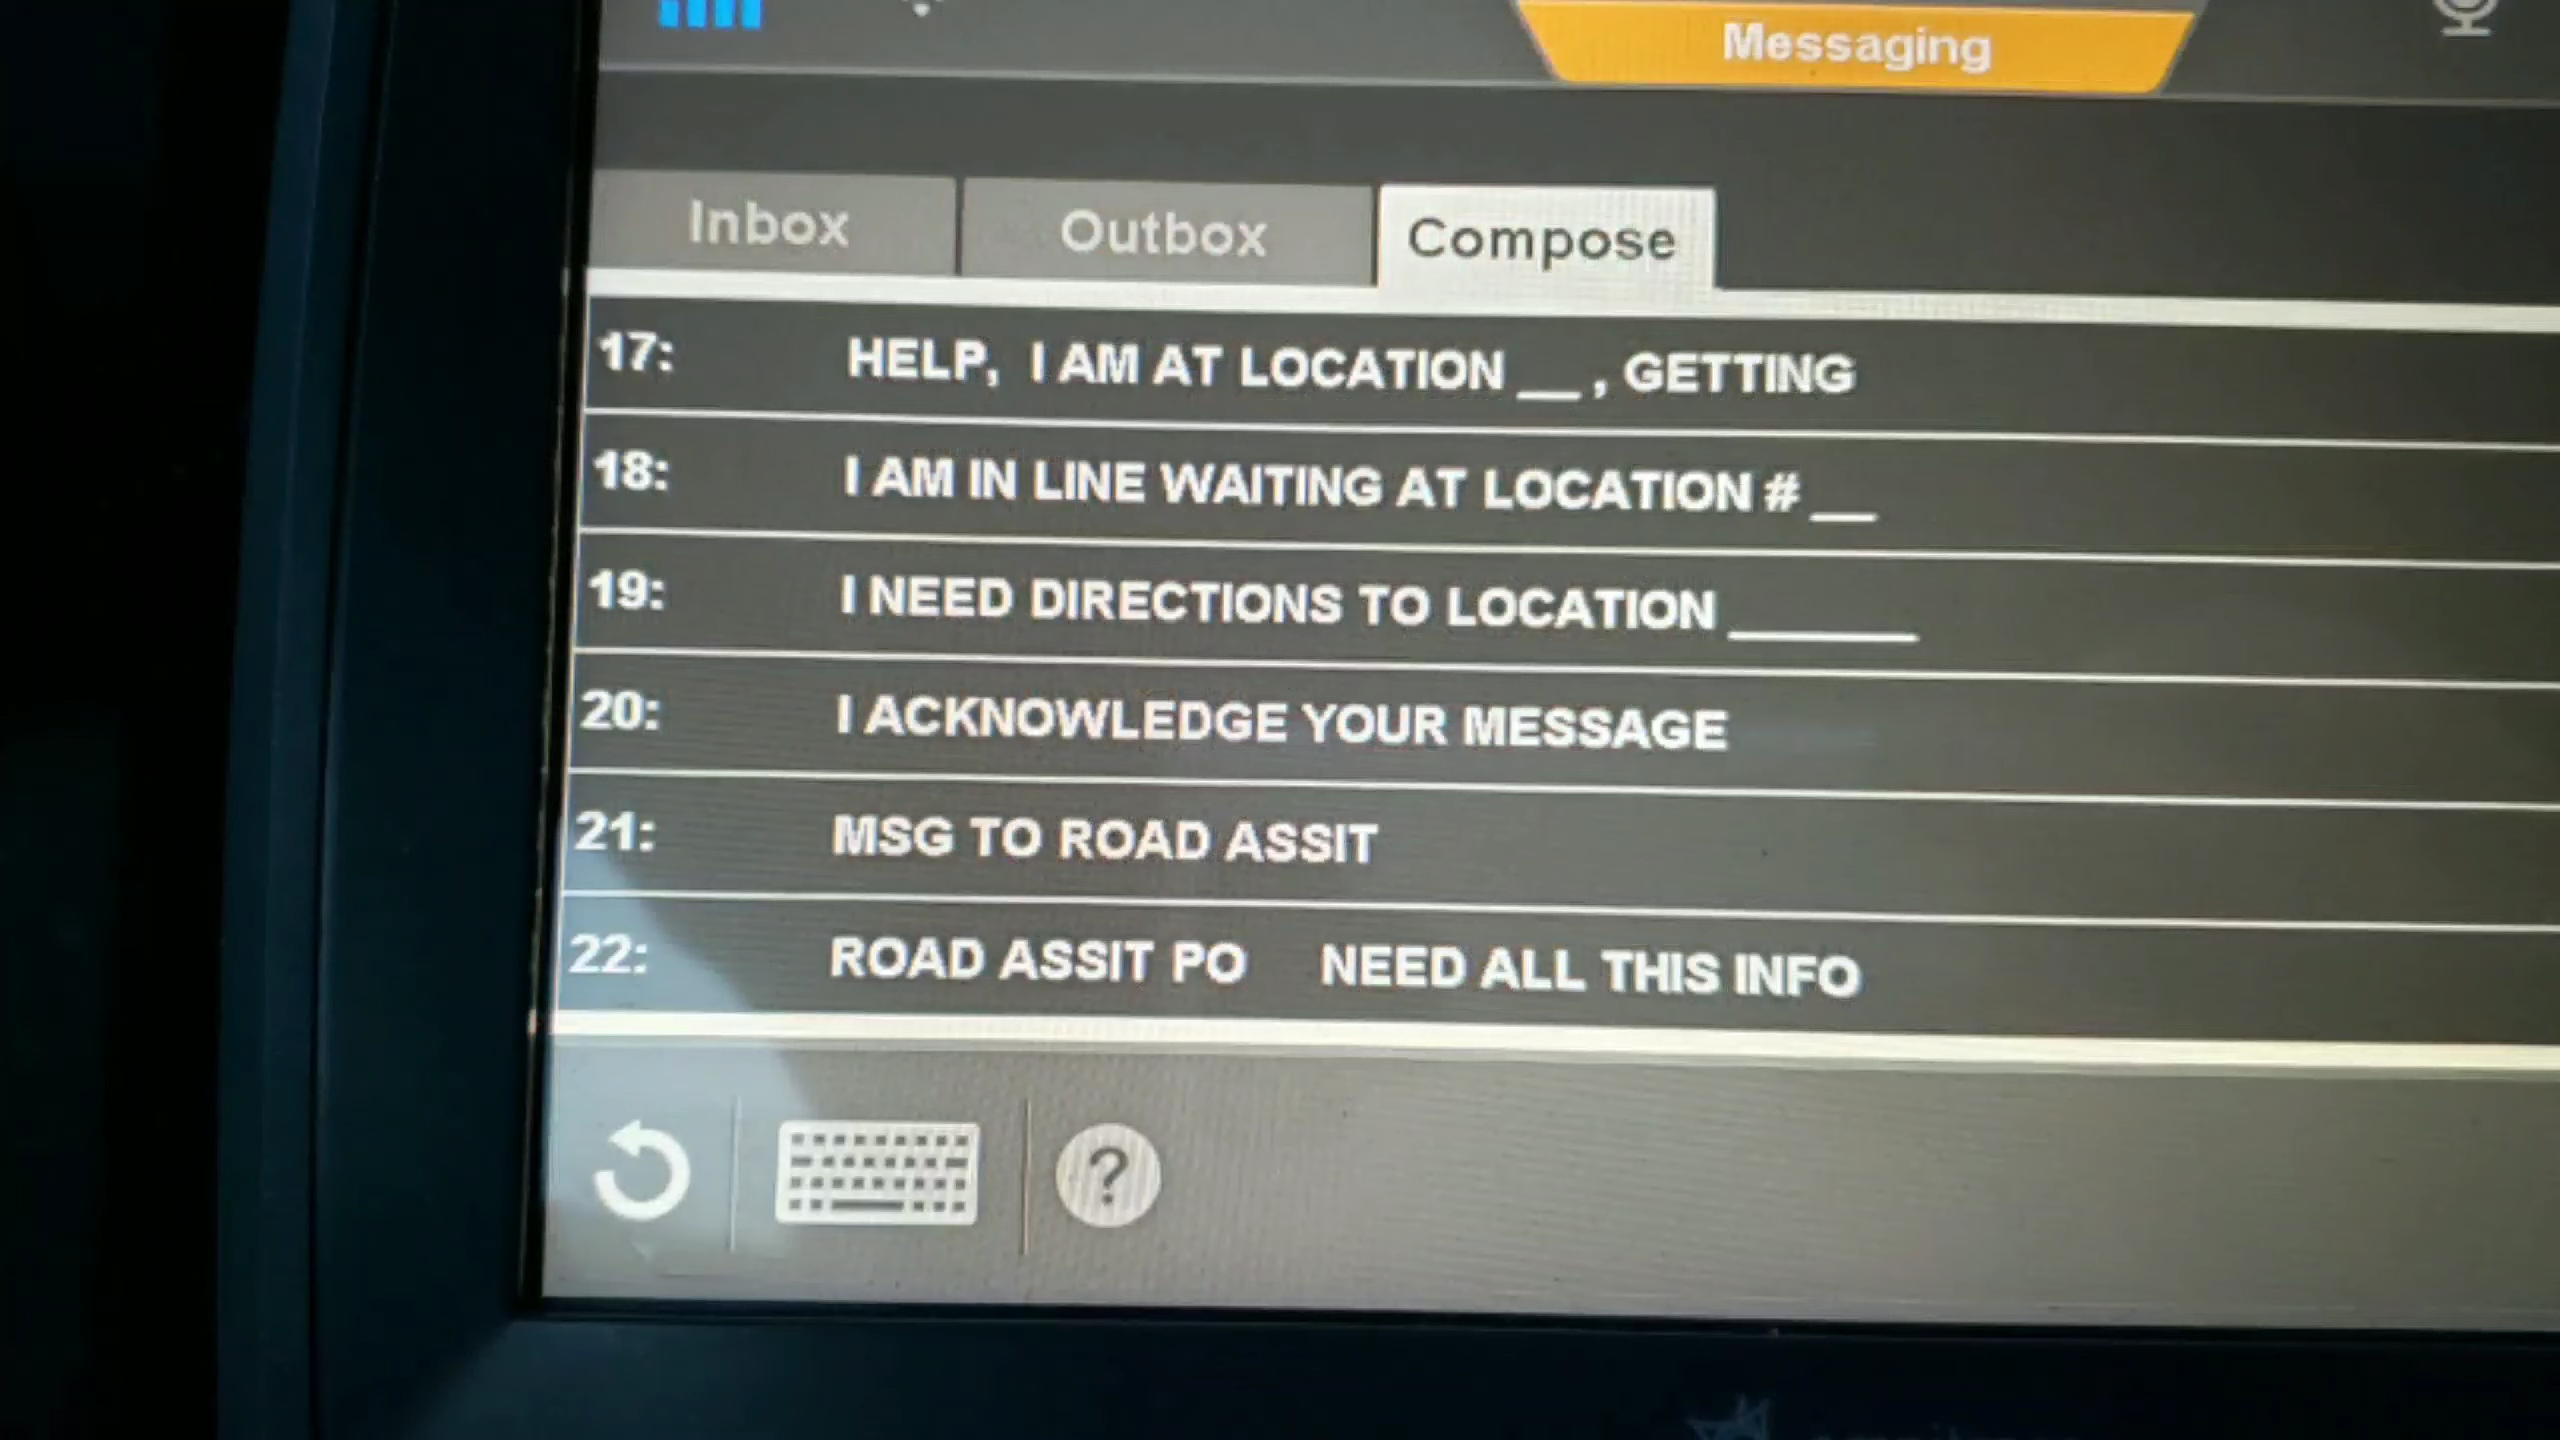 Messaging
Inbox Outbox Compose
17: HELP, I AM AT LOCATION __ , GETTING
18: I AM IN LINE WAITING AT LOCATION # __
19: I NEED DIRECTIONS TO LOCATION ______
20: I ACKNOWLEDGE YOUR MESSAGE
21: MSG TO ROAD ASSIT
22: ROAD ASSIT PO NEED ALL THIS INFO
?